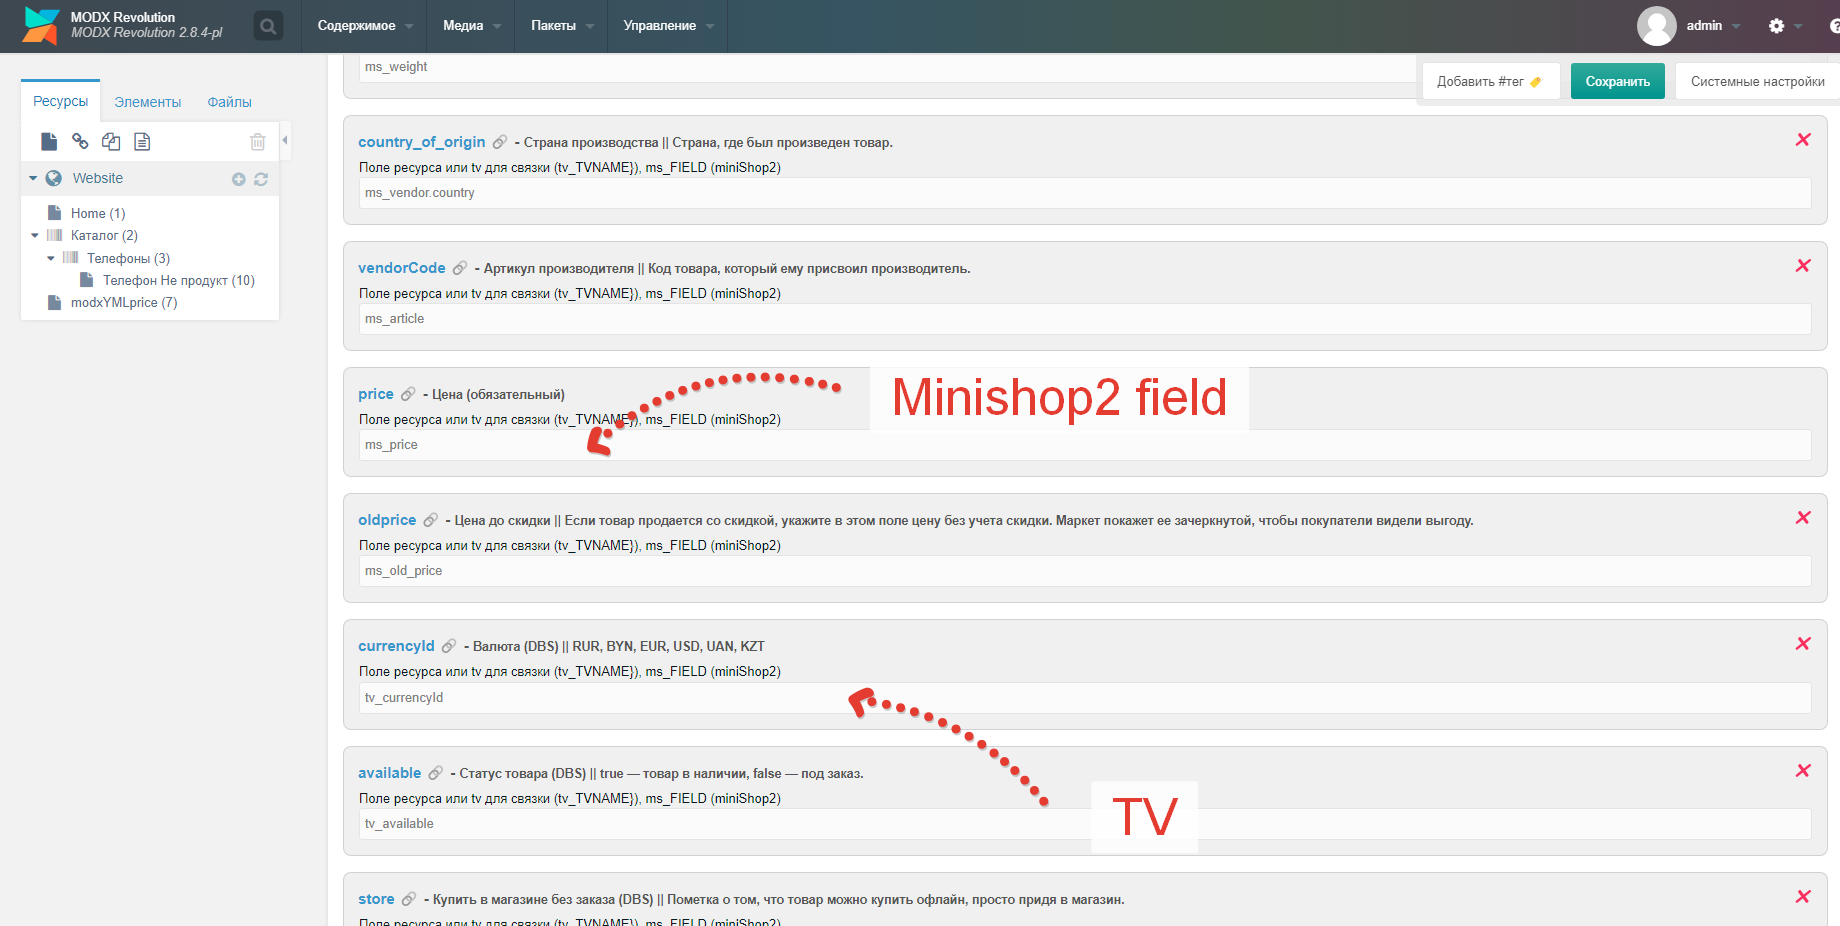 MODX Revolution
MODX Revolution 2.8.4-pl
Содержимое
Медиа
Пакеты
Управление
admin
Ресурсы
Элементы
Файлы
Website
Home (1)
Каталог (2)
Телефоны (3)
Телефон Не продукт (10)
modxYMLprice (7)
ms_weight
Добавить #тег
Сохранить
Системные настройки
country_of_origin - Страна производства || Страна, где был произведен товар.
Поле ресурса или tv для связки (tv_TVNAME}), ms_FIELD (miniShop2)
ms_vendor.country
vendorCode - Артикул производителя || Код товара, который ему присвоил производитель.
Поле ресурса или tv для связки (tv_TVNAME}), ms_FIELD (miniShop2)
ms_article
price - Цена (обязательный)
Поле ресурса или tv для связки (tv_TVNAME}), ms_FIELD (miniShop2)
ms_price
Minishop2 field
oldprice - Цена до скидки || Если товар продается со скидкой, укажите в этом поле цену без учета скидки. Маркет покажет ее зачеркнутой, чтобы покупатели видели выгоду.
Поле ресурса или tv для связки (tv_TVNAME}), ms_FIELD (miniShop2)
ms_old_price
currencyId - Валюта (DBS) || RUR, BYN, EUR, USD, UAN, KZT
Поле ресурса или tv для связки (tv_TVNAME}), ms_FIELD (miniShop2)
tv_currencyId
available - Статус товара (DBS) || true — товар в наличии, false — под заказ.
Поле ресурса или tv для связки (tv_TVNAME}), ms_FIELD (miniShop2)
tv_available
TV
store - Купить в магазине без заказа (DBS) || Пометка о том, что товар можно купить офлайн, просто придя в магазин.
Поле ресурса или tv для связки (tv_TVNAME}), ms_FIELD (miniShop2)